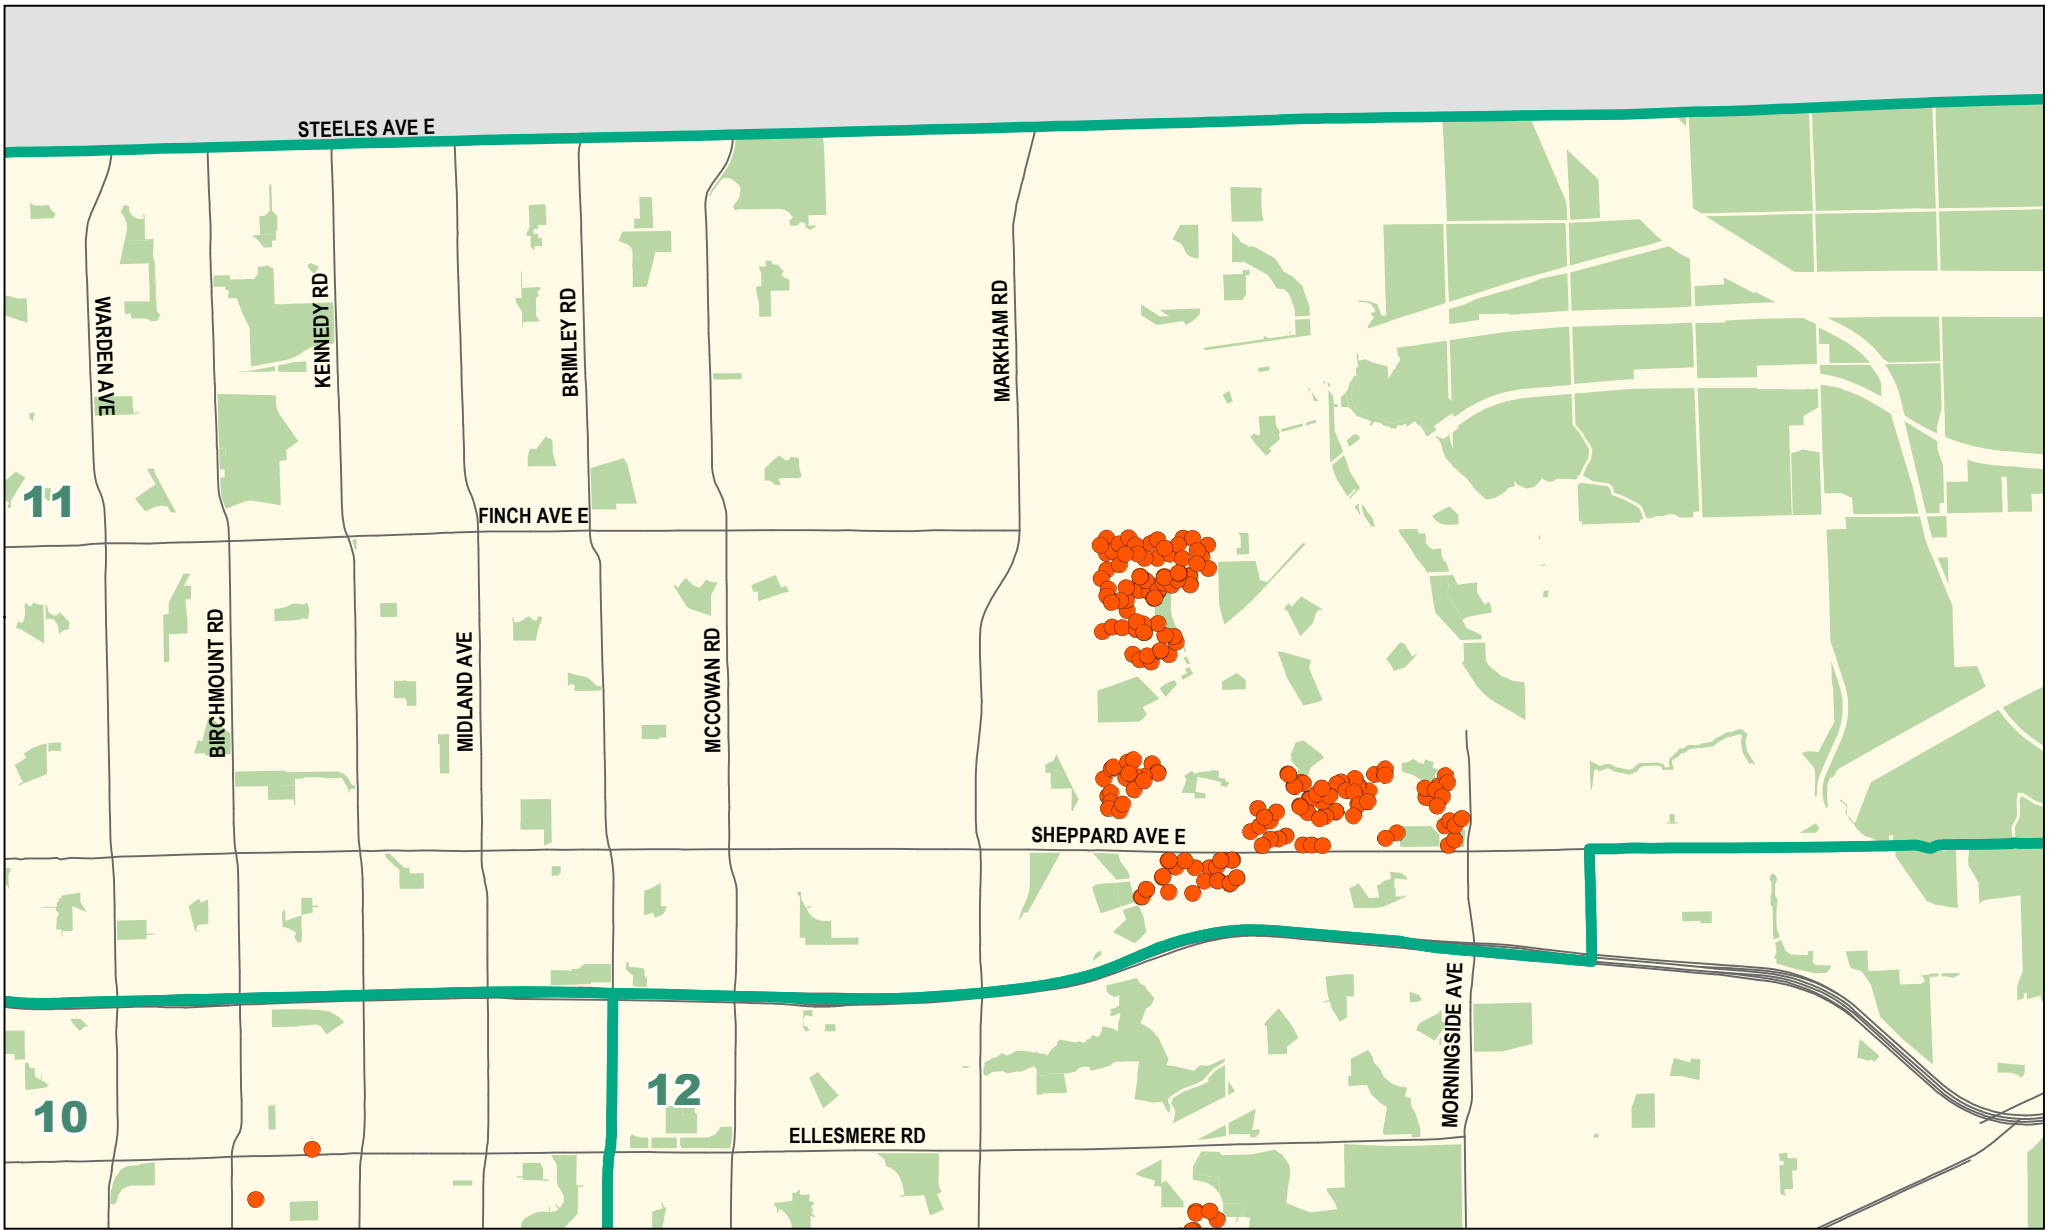 STEELES AVE E
WARDEN AVE
KENNEDY RD
BRIMLEY RD
MARKHAM RD
11
FINCH AVE E
BIRCHMOUNT RD
MIDLAND AVE
MCCOWAN RD
SHEPPARD AVE E
MORNINGSIDE AVE
10
12
ELLESMERE RD